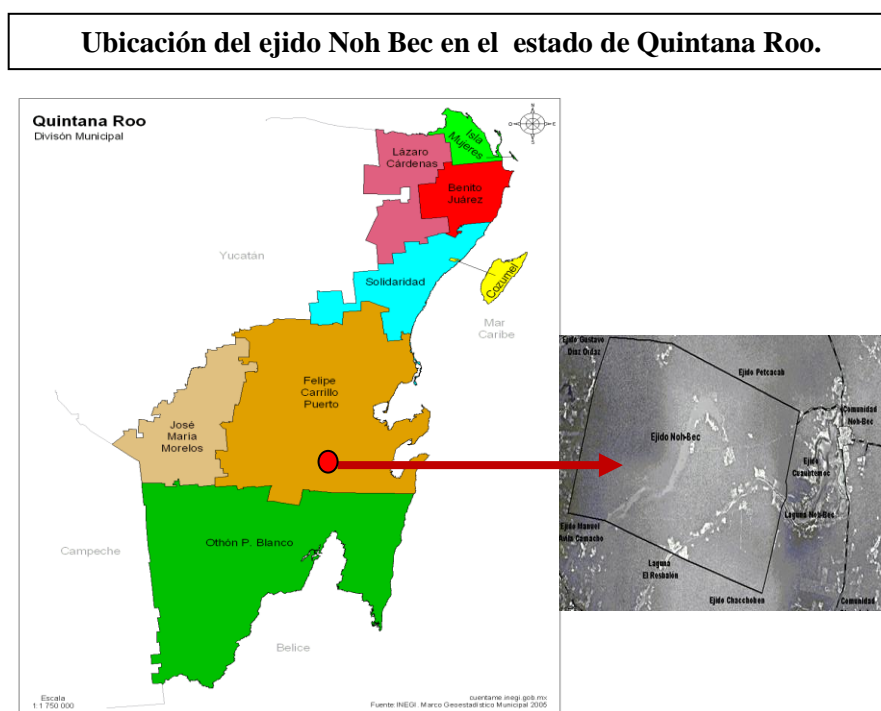 Ubicación del ejido Noh Bec en el estado de Quintana Roo.
Quintana Roo
Divisón Municipal
N
O
E
S
Isla
Mujeres
Lázaro
Cárdenas
Benito
Juárez
Yucatán
Solidaridad
Cozumel
Mar
Caribe
Felipe
Carrillo
Puerto
José
María
Morelos
Othón P. Blanco
Campeche
Belice
Escala
1:1 750 000
cuentame.inegi.gob.mx
Fuente: INEGI. Marco Geoestadístico Municipal 2005
Ejido Gustavo
Díaz Ordaz
Ejido Petcacab
Comunidad
Noh-Bec
Ejido Noh-Bec
Ejido
Cuauhtemoc
Laguna Noh-Bec
Ejido Manuel
Avila Camacho
Laguna
El Resbalón
Ejido Chacchoben
Comunidad